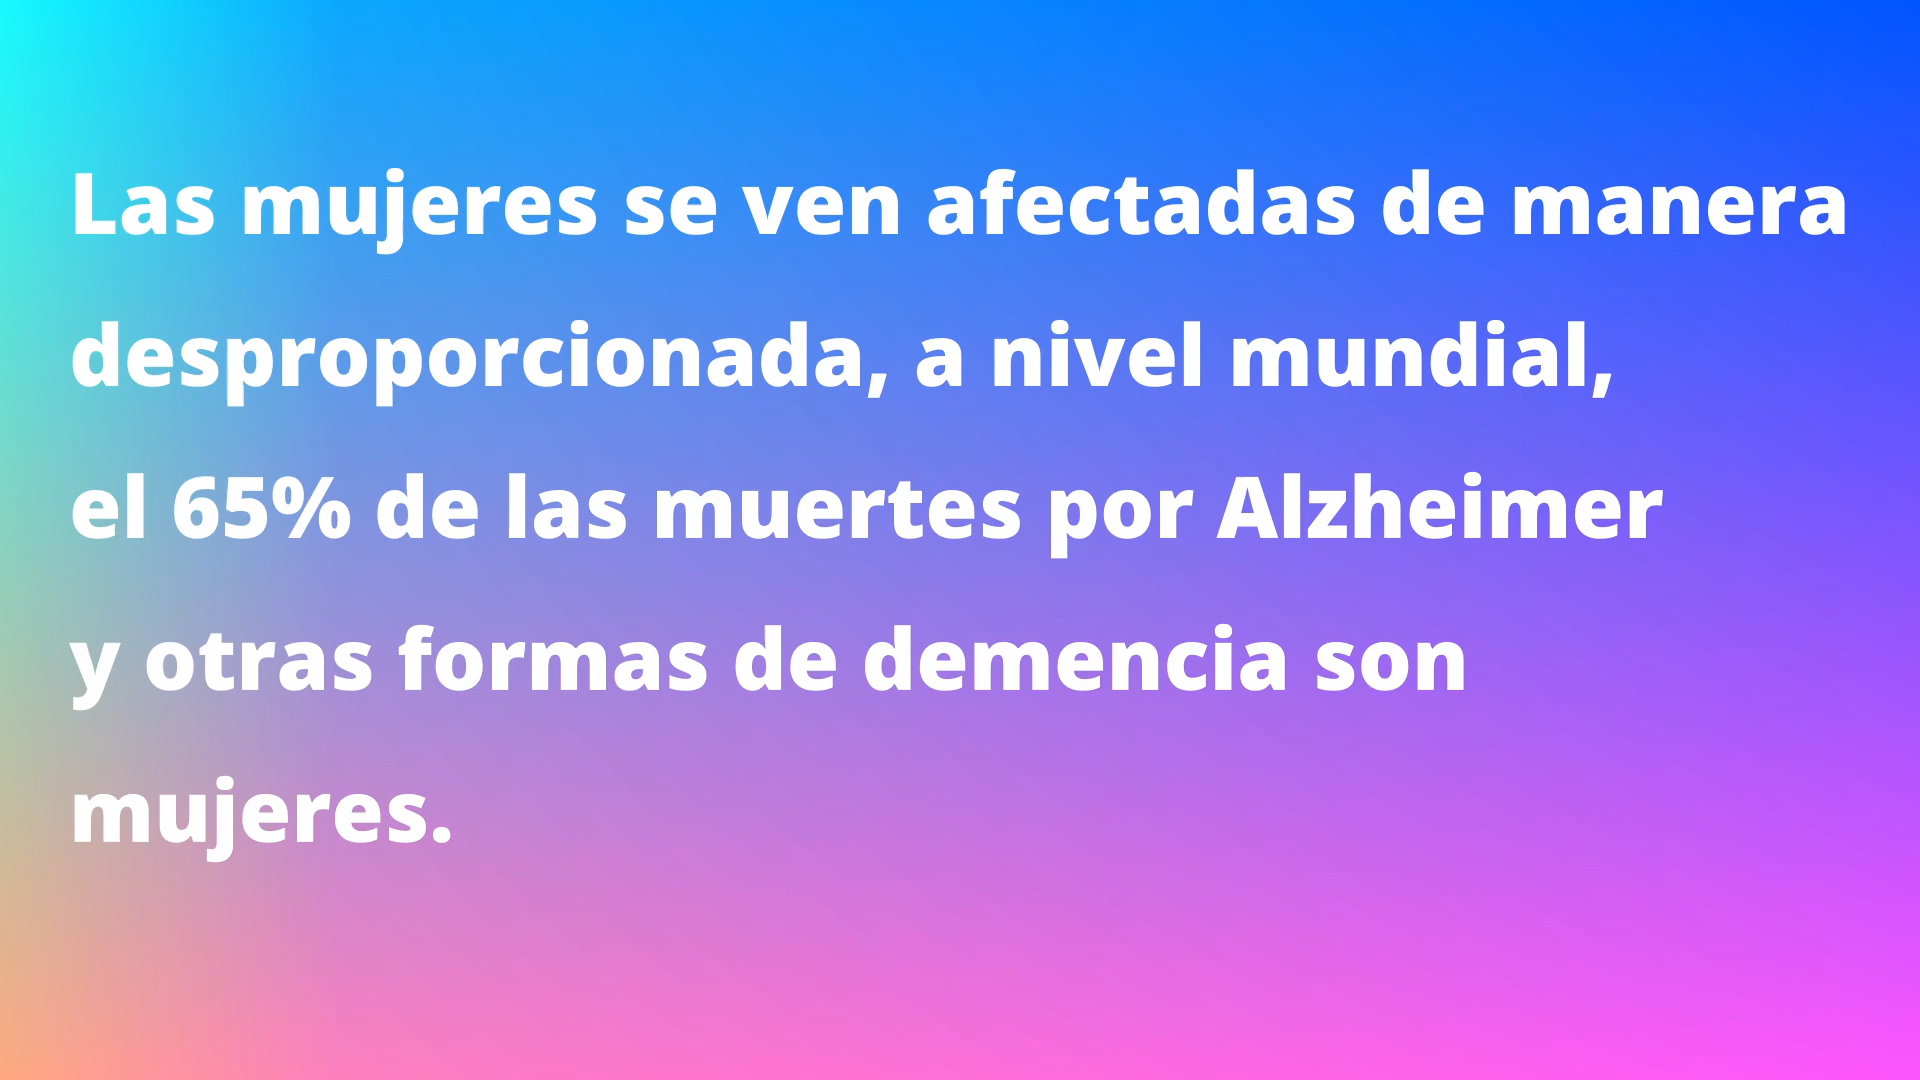 Las mujeres se ven afectadas de manera
desproporcionada, a nivel mundial,
el 65% de las muertes por Alzheimer
y otras formas de demencia son
mujeres.